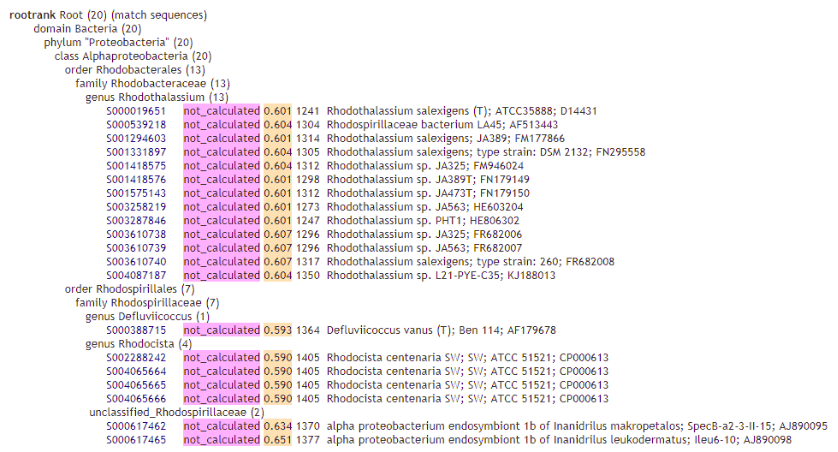 rootrank Root (20) (match sequences)
domain Bacteria (20)
phylum "Proteobacteria" (20)
class Alphaproteobacteria (20)
order Rhodobacterales (13)
family Rhodobacteraceae (13)
genus Rhodothalassium (13)
S000019651 not_calculated 0.601 1241 Rhodothalassium salexigens (T); ATCC35888; D14431
S000539218 not_calculated 0.604 1304 Rhodospirillaceae bacterium LA45; AF513443
S001294603 not_calculated 0.601 1314 Rhodothalassium salexigens; JA389; FM177866
S001331897 not_calculated 0.604 1305 Rhodothalassium salexigens; type strain: DSM 2132; FN295558
S001418575 not_calculated 0.604 1312 Rhodothalassium sp. JA325; FM946024
S001418576 not_calculated 0.601 1298 Rhodothalassium sp. JA389T; FN179149
S001575143 not_calculated 0.601 1312 Rhodothalassium sp. JA473T; FN179150
S003258219 not_calculated 0.601 1273 Rhodothalassium sp. JA563; HE603204
S003287846 not_calculated 0.601 1247 Rhodothalassium sp. PHT1; HE806302
S003610738 not_calculated 0.607 1296 Rhodothalassium sp. JA325; FR682006
S003610739 not_calculated 0.607 1296 Rhodothalassium sp. JA563; FR682007
S003610740 not_calculated 0.607 1317 Rhodothalassium salexigens; type strain: 260; FR682008
S004087187 not_calculated 0.604 1350 Rhodothalassium sp. L21-PYE-C35; KJ188013
order Rhodospirillales (7)
family Rhodospirillaceae (7)
genus Defluviicoccus (1)
S000388715 not_calculated 0.593 1364 Defluviicoccus vanus (T); Ben 114; AF179678
genus Rhodocista (4)
S002288242 not_calculated 0.590 1405 Rhodocista centenaria SW; SW; ATCC 51521; CP000613
S004065664 not_calculated 0.590 1405 Rhodocista centenaria SW; SW; ATCC 51521; CP000613
S004065665 not_calculated 0.590 1405 Rhodocista centenaria SW; SW; ATCC 51521; CP000613
S004065666 not_calculated 0.590 1405 Rhodocista centenaria SW; SW; ATCC 51521; CP000613
unclassified_Rhodospirillaceae (2)
S000617462 not_calculated 0.634 1370 alpha proteobacterium endosymbiont 1b of Inanidrilus makropetalos; SpecB-a2-3-II-15; AJ890095
S000617465 not_calculated 0.651 1377 alpha proteobacterium endosymbiont 1b of Inanidrilus leukodermatus; Ileu6-10; AJ890098